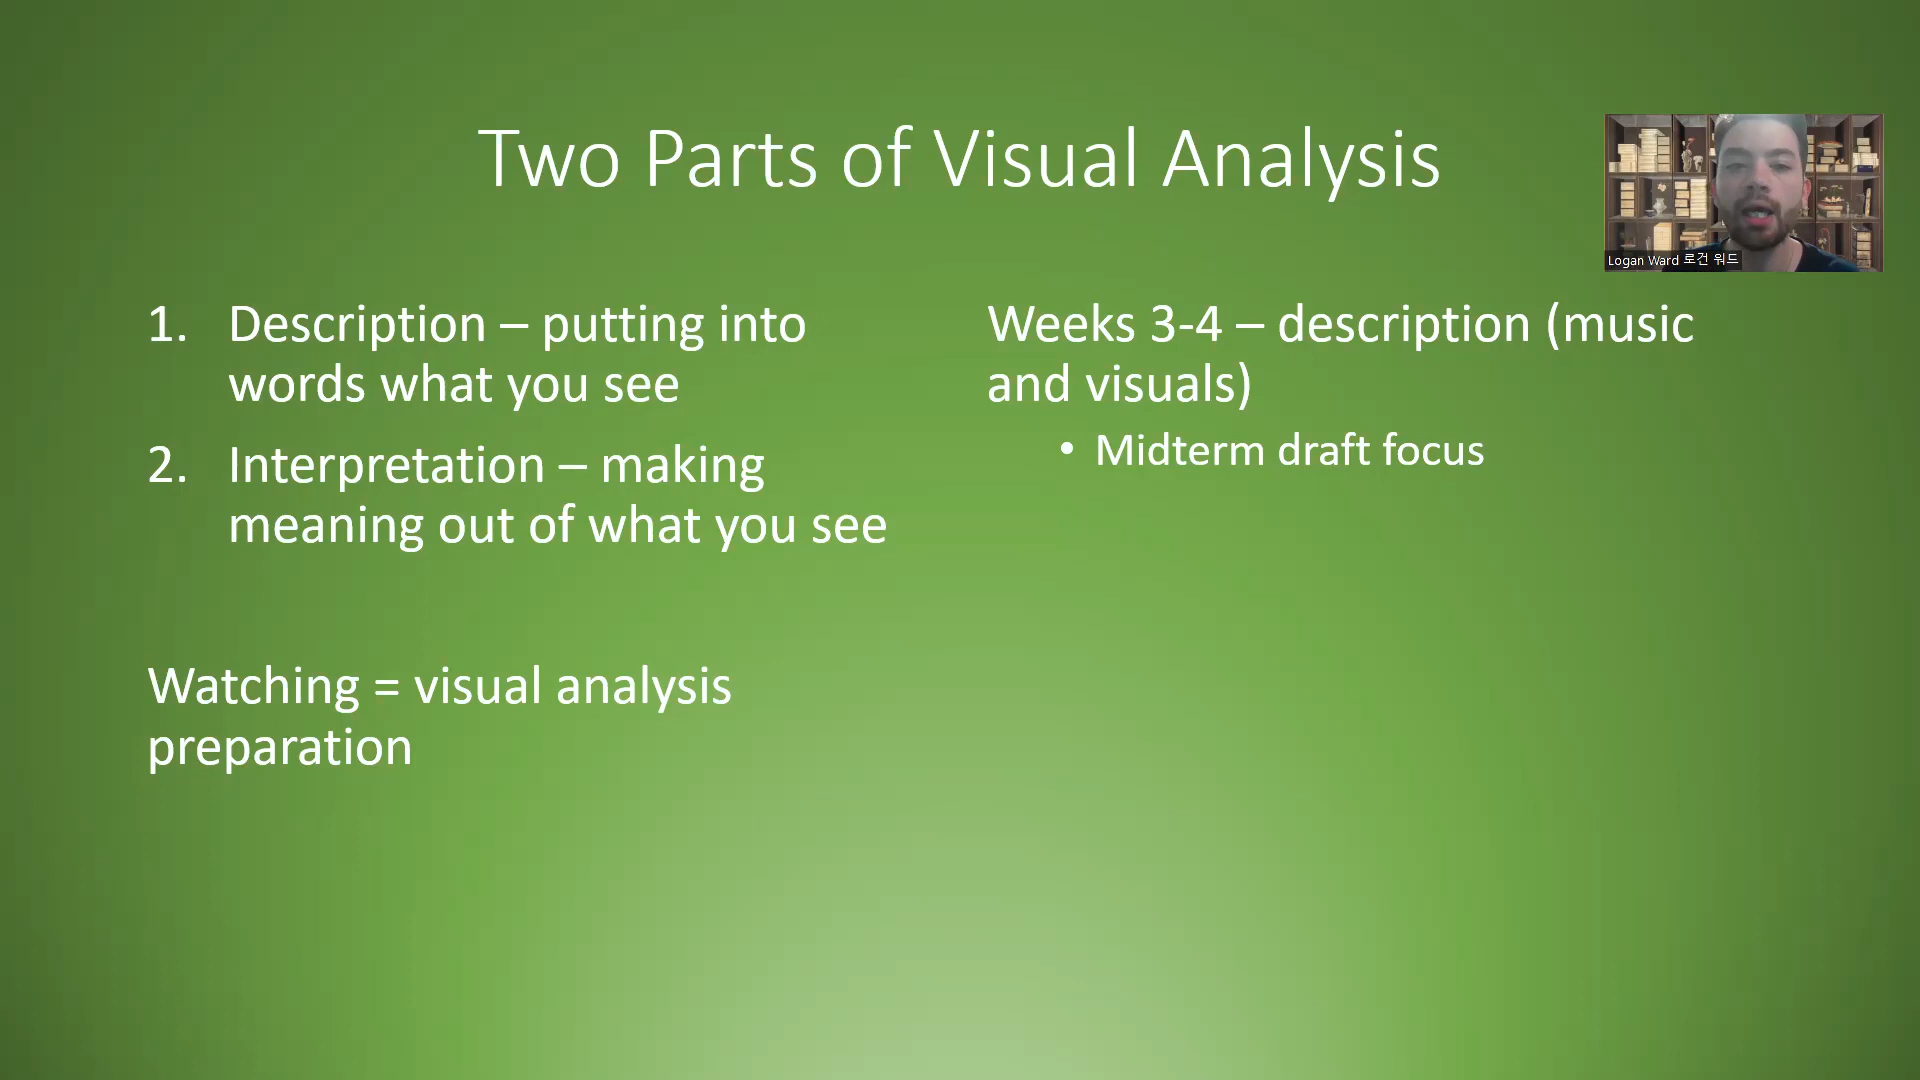 Two Parts of Visual Analysis
Logan Ward 로건 워드
1. Description – putting into
words what you see
2. Interpretation – making
meaning out of what you see
Watching = visual analysis
preparation
Weeks 3-4 – description (music
and visuals)
• Midterm draft focus